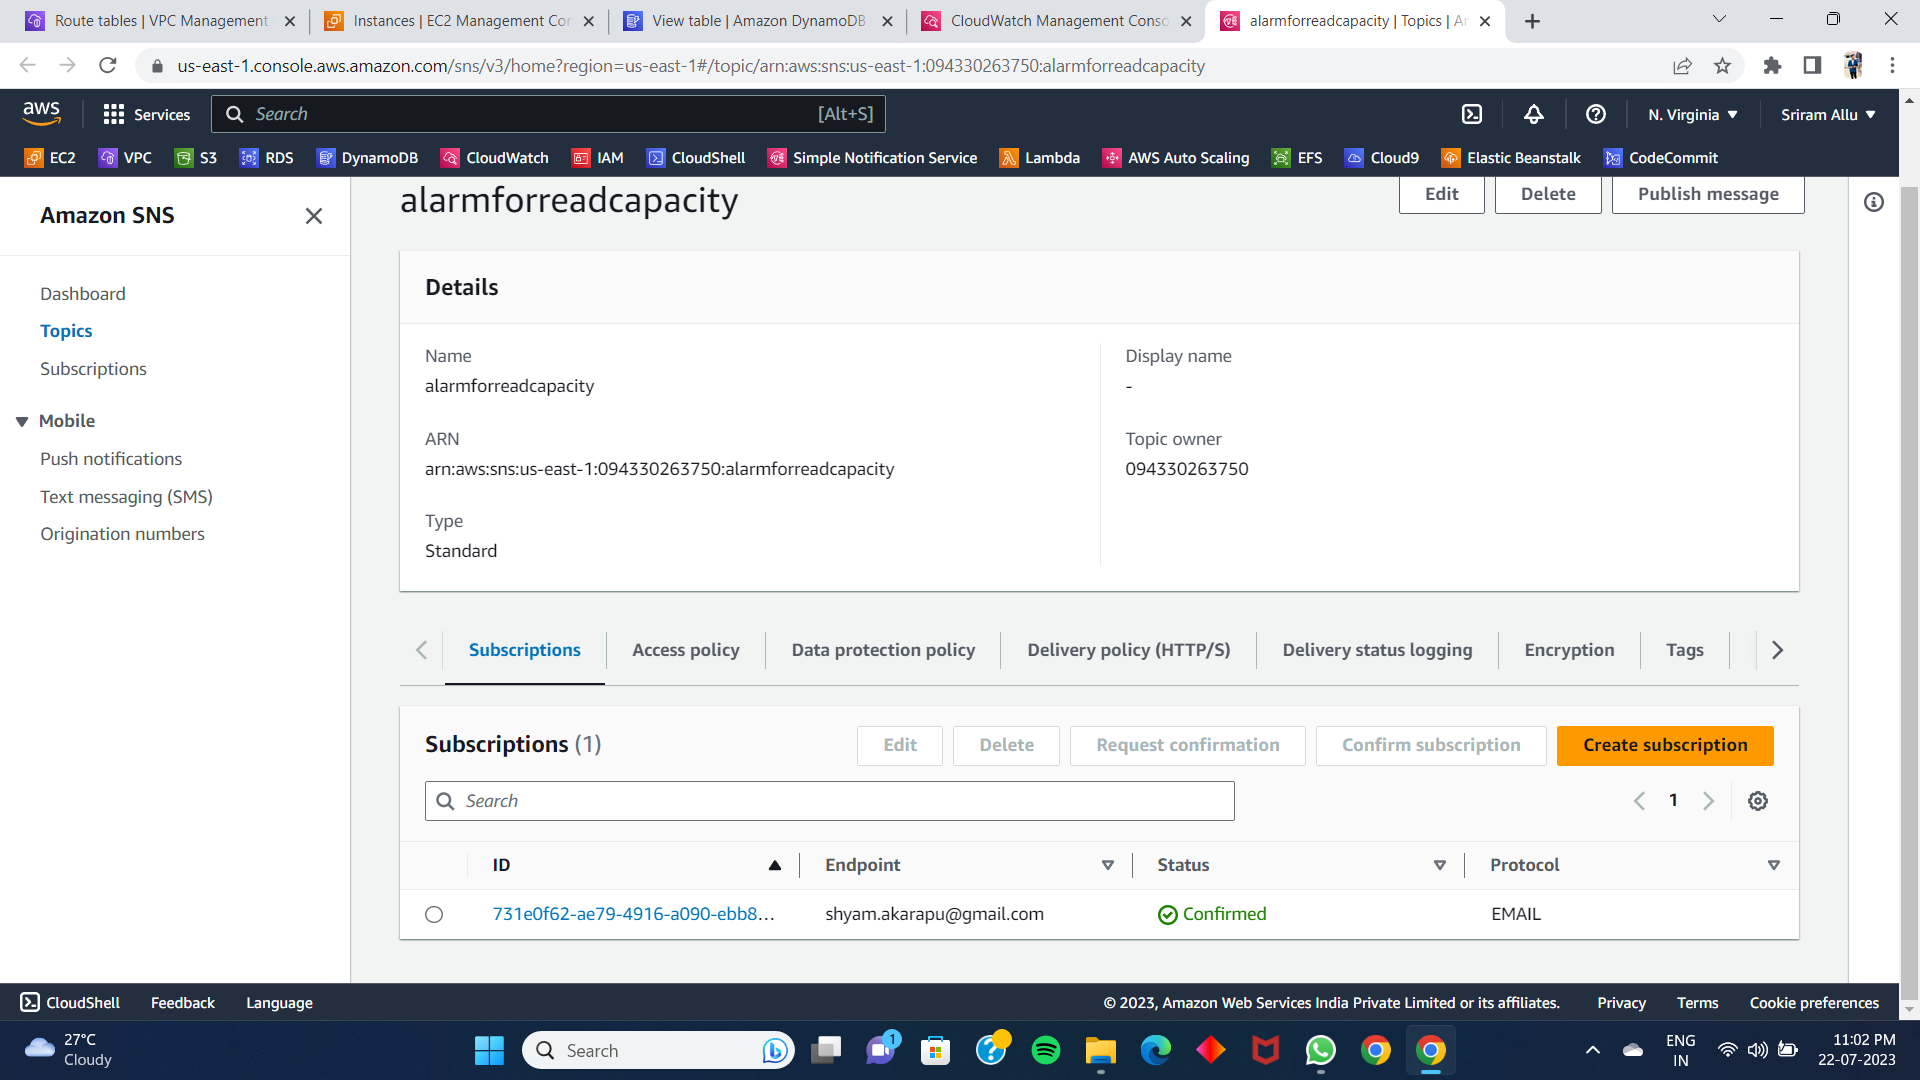 Route tables | VPC Management
Instances | EC2 Management Con
View table | Amazon DynamoDB
CloudWatch Management Conso
alarmforreadcapacity | Topics | A
us-east-1.console.aws.amazon.com/sns/v3/home?region=us-east-1#/topic/arn:aws:sns:us-east-1:094330263750:alarmforreadcapacity
aws
Services
Search
[Alt+S]
N. Virginia
Sriram Allu
EC2
VPC
S3
RDS
DynamoDB
CloudWatch
IAM
CloudShell
Simple Notification Service
Lambda
AWS Auto Scaling
EFS
Cloud9
Elastic Beanstalk
CodeCommit
Amazon SNS
Dashboard
Topics
Subscriptions
Mobile
Push notifications
Text messaging (SMS)
Origination numbers
alarmforreadcapacity
Edit
Delete
Publish message
Details
Name
alarmforreadcapacity
ARN
arn:aws:sns:us-east-1:094330263750:alarmforreadcapacity
Type
Standard
Display name
-
Topic owner
094330263750
Subscriptions
Access policy
Data protection policy
Delivery policy (HTTP/S)
Delivery status logging
Encryption
Tags
Subscriptions (1)
Edit
Delete
Request confirmation
Confirm subscription
Create subscription
Search
1
ID
Endpoint
Status
Protocol
731e0f62-ae79-4916-a090-ebb8...
shyam.akarapu@gmail.com
Confirmed
EMAIL
CloudShell
Feedback
Language
© 2023, Amazon Web Services India Private Limited or its affiliates.
Privacy
Terms
Cookie preferences
27°C
Cloudy
Search
1
ENG
IN
11:02 PM
22-07-2023